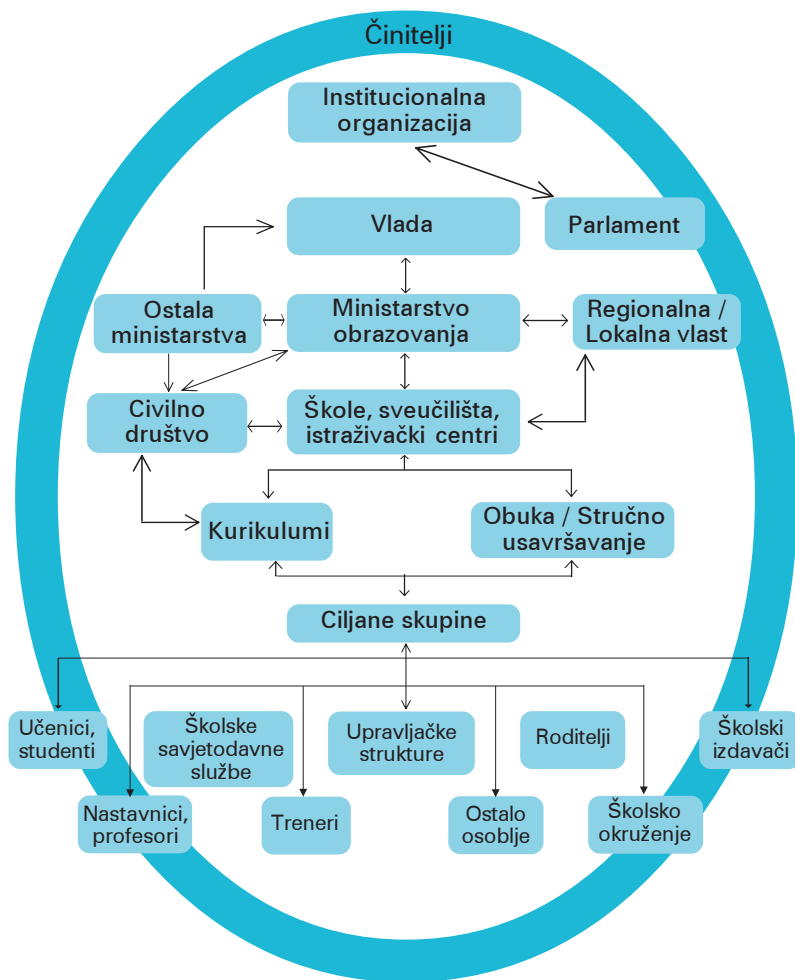 Činitelji
Institucionalna
organizacija
Vlada
Parlament
Ostala
ministarstva
Ministarstvo
obrazovanja
Regionalna /
Lokalna vlast
Civilno
društvo
Škole, sveučilišta,
istraživački centri
Kurikulumi
Obuka / Stručno
usavršavanje
Ciljane skupine
Učenici,
studenti
Školske
savjetodavne
službe
Upravljačke
strukture
Roditelji
Školski
izdavači
Nastavnici,
profesori
Treneri
Ostalo
osoblje
Školsko
okruženje